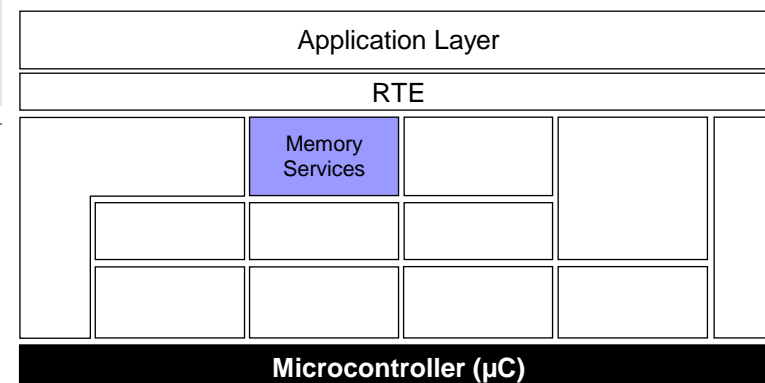 Application Layer
RTE
Memory
Services
Microcontroller (µC)